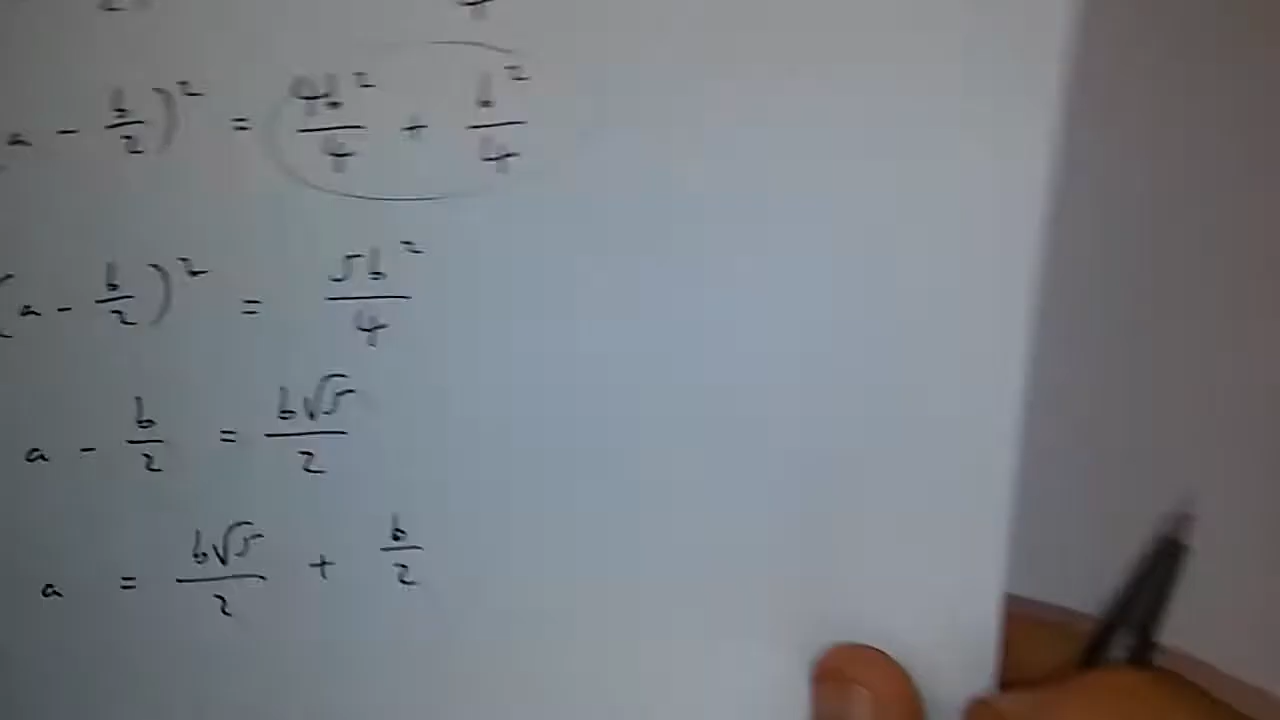 a - b/2)² = 4b²/4 + b²/4
(a - b/2)² = 5b²/4
a - b/2 = b√5/2
a = b√5/2 + b/2